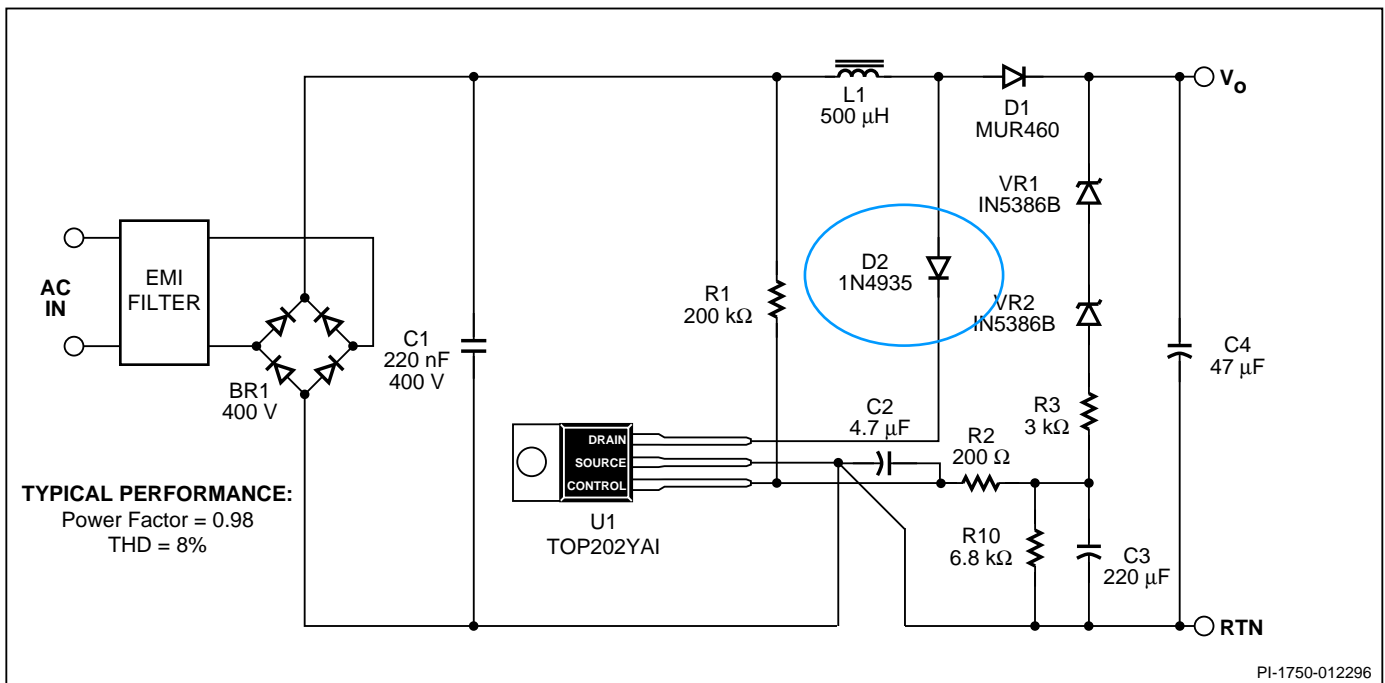 Vo
L1
500 μH
D1
MUR460
VR1
IN5386B
AC
IN
EMI
FILTER
D2
1N4935
R1
200 kΩ
VR2
IN5386B
C1
220 nF
400 V
C4
47 μF
BR1
400 V
C2
4.7 μF
R3
3 kΩ
DRAIN
SOURCE
CONTROL
R2
200 Ω
TYPICAL PERFORMANCE:
Power Factor = 0.98
THD = 8%
U1
TOP202YAI
R10
6.8 kΩ
C3
220 μF
RTN
PI-1750-012296